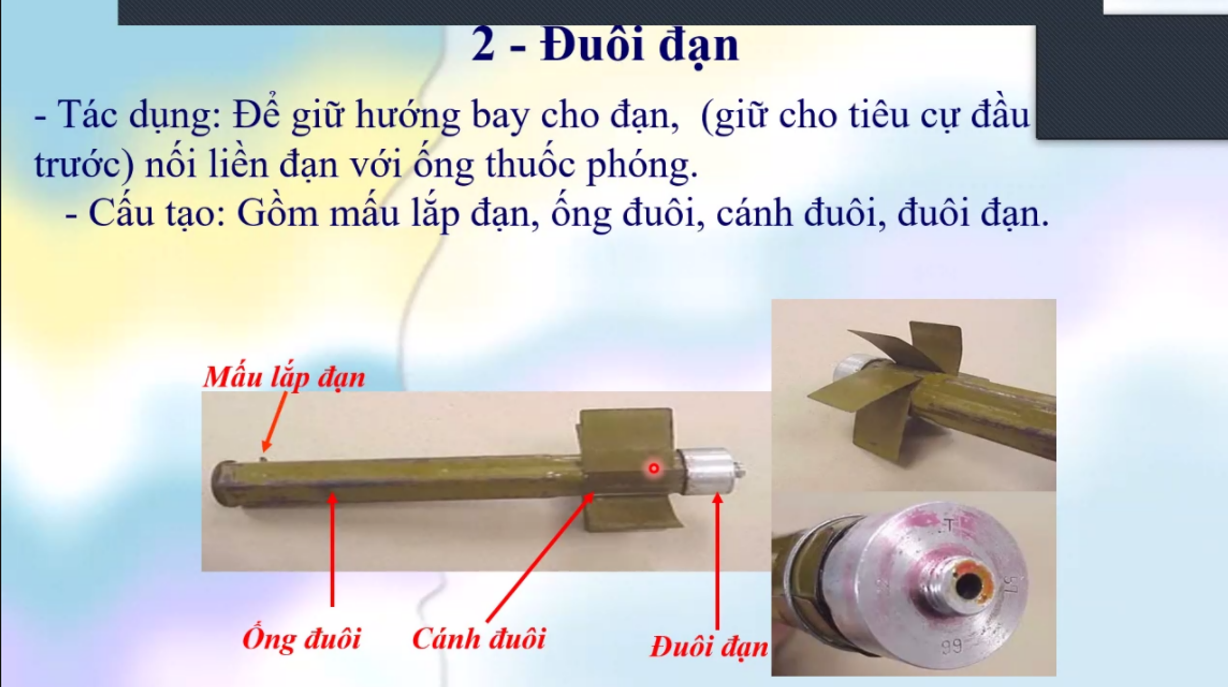 2 - Đuôi đạn
- Tác dụng: Để giữ hướng bay cho đạn, (giữ cho tiêu cự đầu
trước) nối liền đạn với ống thuốc phóng.
- Cấu tạo: Gồm mấu lắp đạn, ống đuôi, cánh đuôi, đuôi đạn.
Mấu lắp đạn
Ống đuôi
Cánh đuôi
Đuôi đạn
T